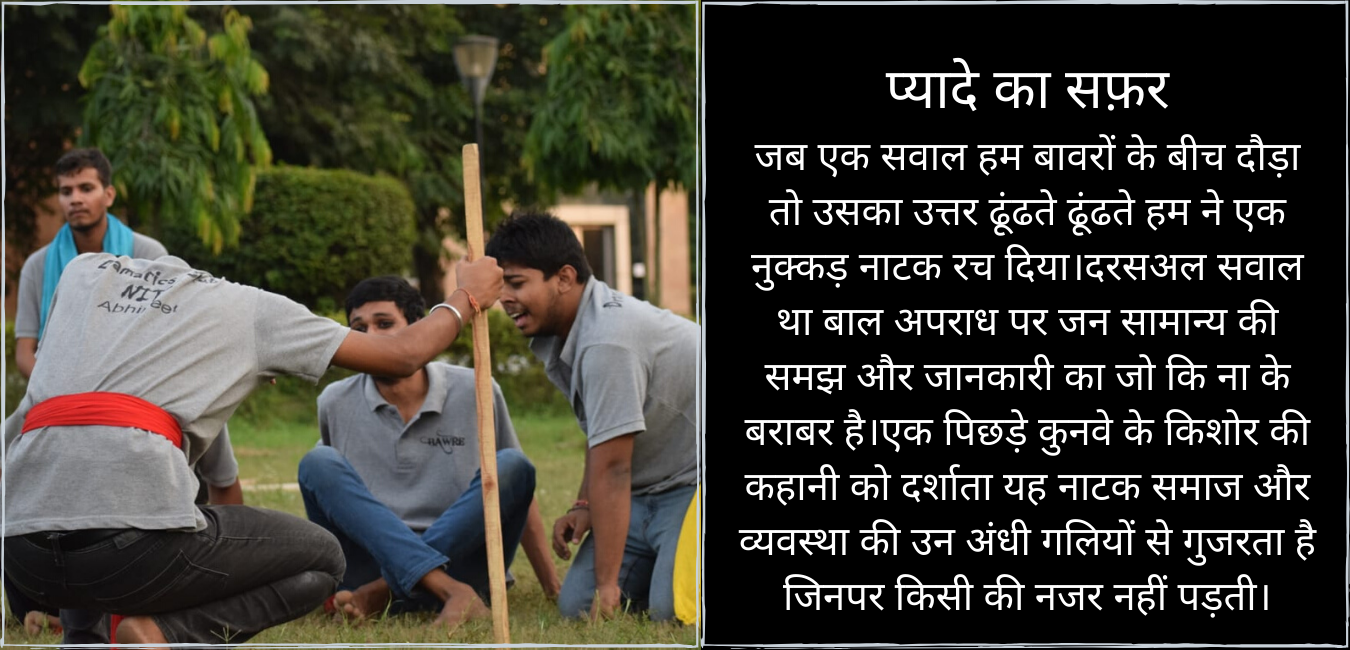 प्यादे का सफ़र
जब एक सवाल हम बावरों के बीच दौड़ा
तो उसका उत्तर ढूंढते ढूंढते हम ने एक
नुक्कड़ नाटक रच दिया।दरसअल सवाल
था बाल अपराध पर जन सामान्य की
समझ और जानकारी का जो कि ना के
बराबर है।एक पिछड़े कुनवे के किशोर की
कहानी को दर्शाता यह नाटक समाज और
व्यवस्था की उन अंधी गलियों से गुजरता है
जिनपर किसी की नजर नहीं पड़ती।
NIT
BAWRE